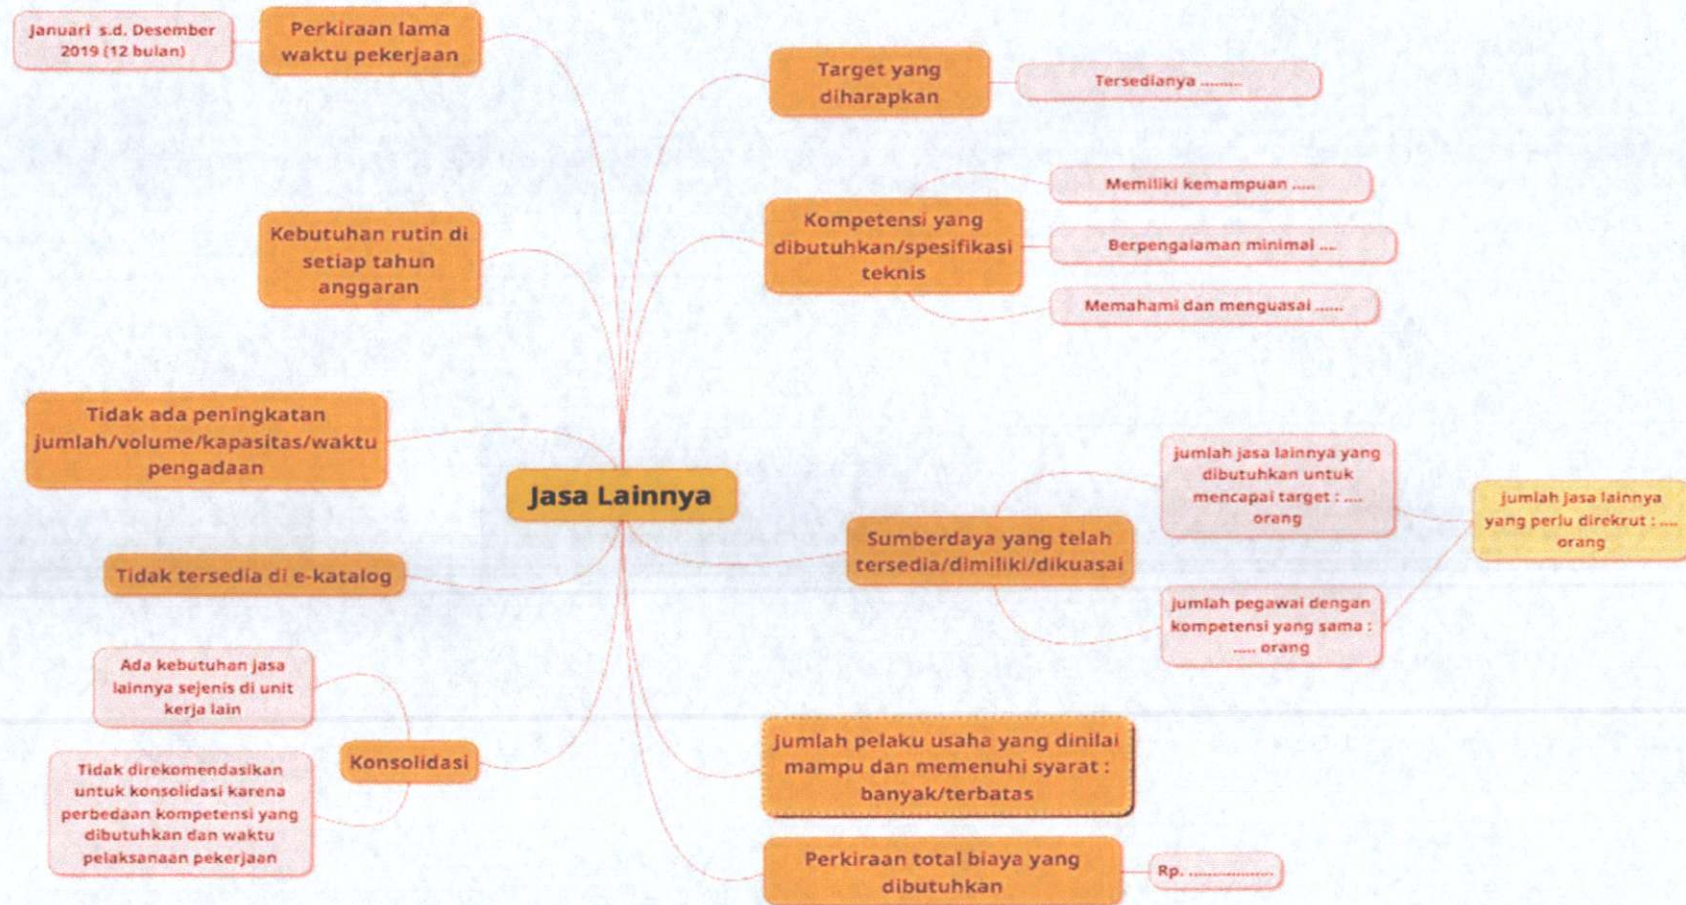 Januari s.d. Desember
2019 (12 bulan)
Perkiraan lama
waktu pekerjaan
Kebutuhan rutin di
setiap tahun
anggaran
Tidak ada peningkatan
jumlah/volume/kapasitas/waktu
pengadaan
Tidak tersedia di e-katalog
Ada kebutuhan jasa
lainnya sejenis di unit
kerja lain
Tidak direkomendasikan
untuk konsolidasi karena
perbedaan kompetensi yang
dibutuhkan dan waktu
pelaksanaan pekerjaan
Konsolidasi
Jasa Lainnya
Target yang
diharapkan
Tersedianya .........
Kompetensi yang
dibutuhkan/spesifikasi
teknis
Memiliki kemampuan .....
Berpengalaman minimal ....
Memahami dan menguasai ......
Sumberdaya yang telah
tersedia/dimiliki/dikuasai
jumlah jasa lainnya yang
dibutuhkan untuk
mencapai target : ....
orang
jumlah pegawai dengan
kompetensi yang sama :
..... orang
jumlah jasa lainnya
yang perlu direkrut : ....
orang
jumlah pelaku usaha yang dinilai
mampu dan memenuhi syarat :
banyak/terbatas
Perkiraan total biaya yang
dibutuhkan
Rp. ..................